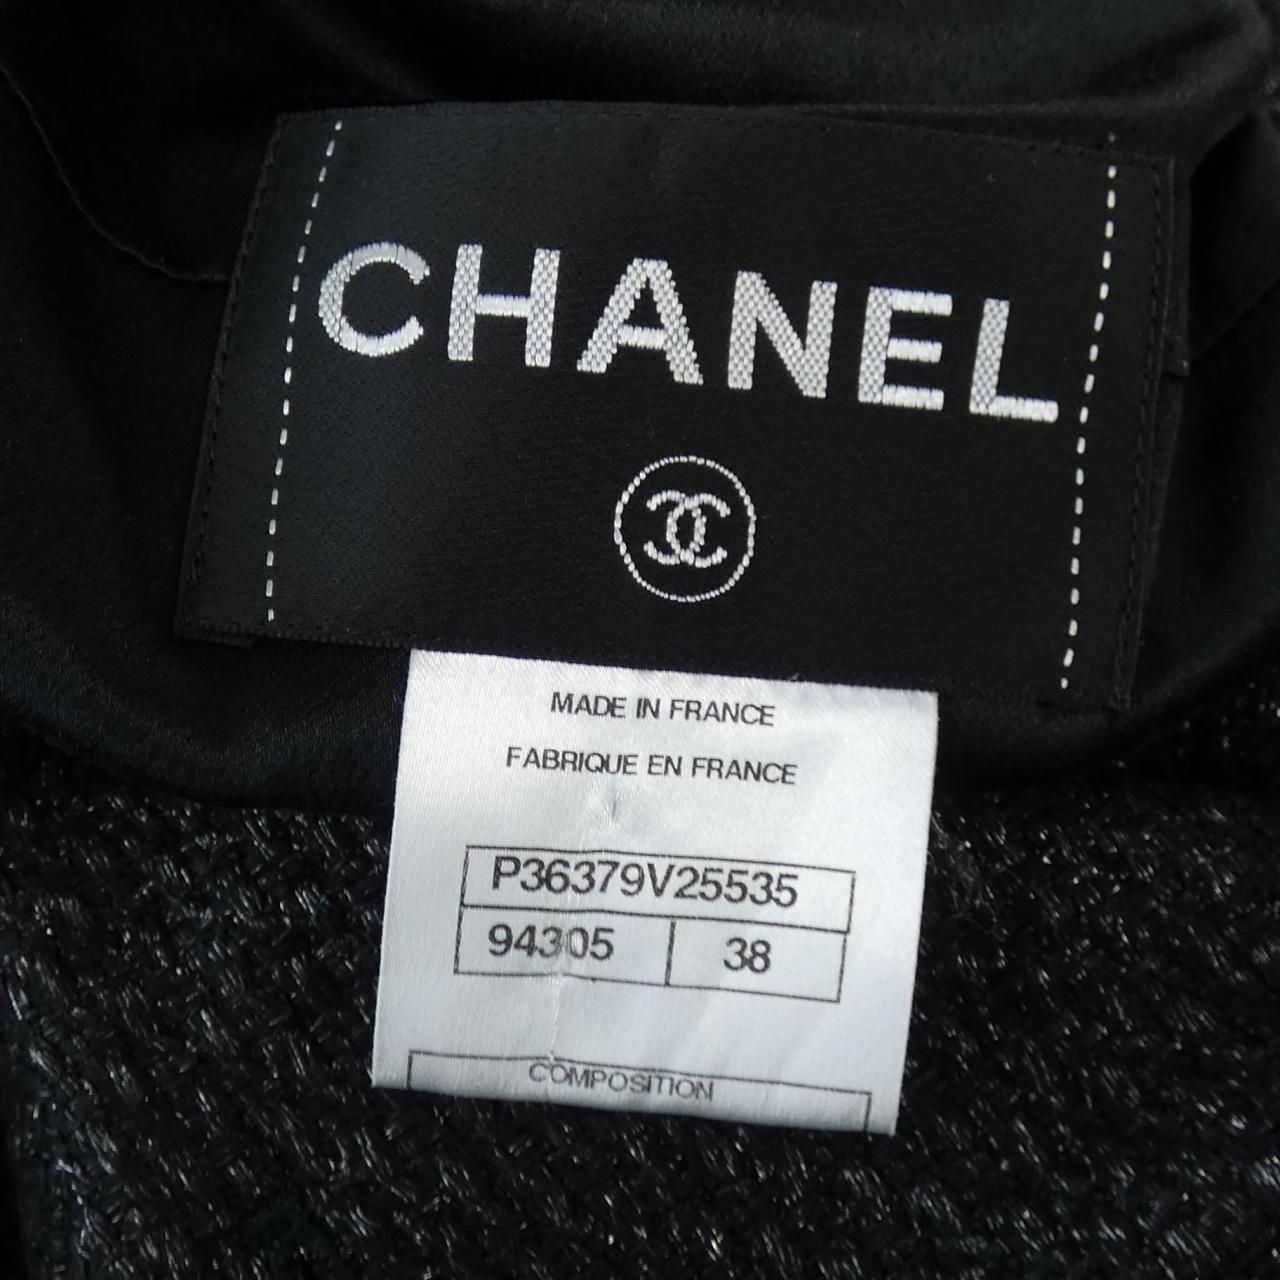 CHANEL
MADE IN FRANCE
FABRIQUE EN FRANCE
P36379V25535
94305 38
COMPOSITION